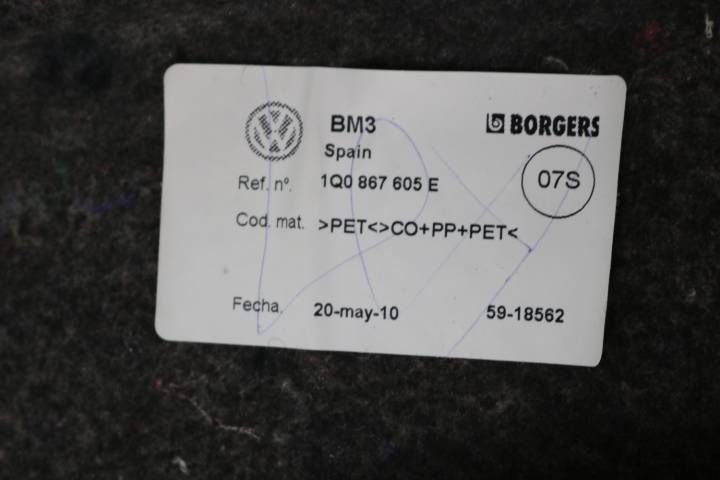 BM3 BORGERS
Spain
Ref. nº. 1Q0 867 605 E 07S
Cod. mat. >PET<>CO+PP+PET<
Fecha. 20-may-10 59-18562